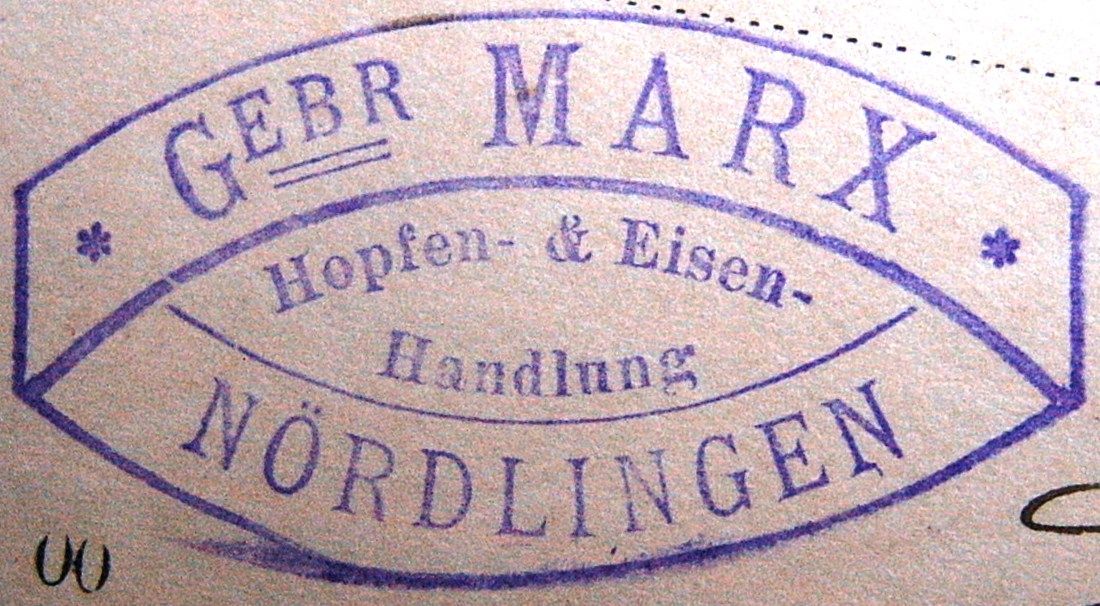 GEBR MARX
Hopfen- & Eisen-
Handlung
NÖRDLINGEN